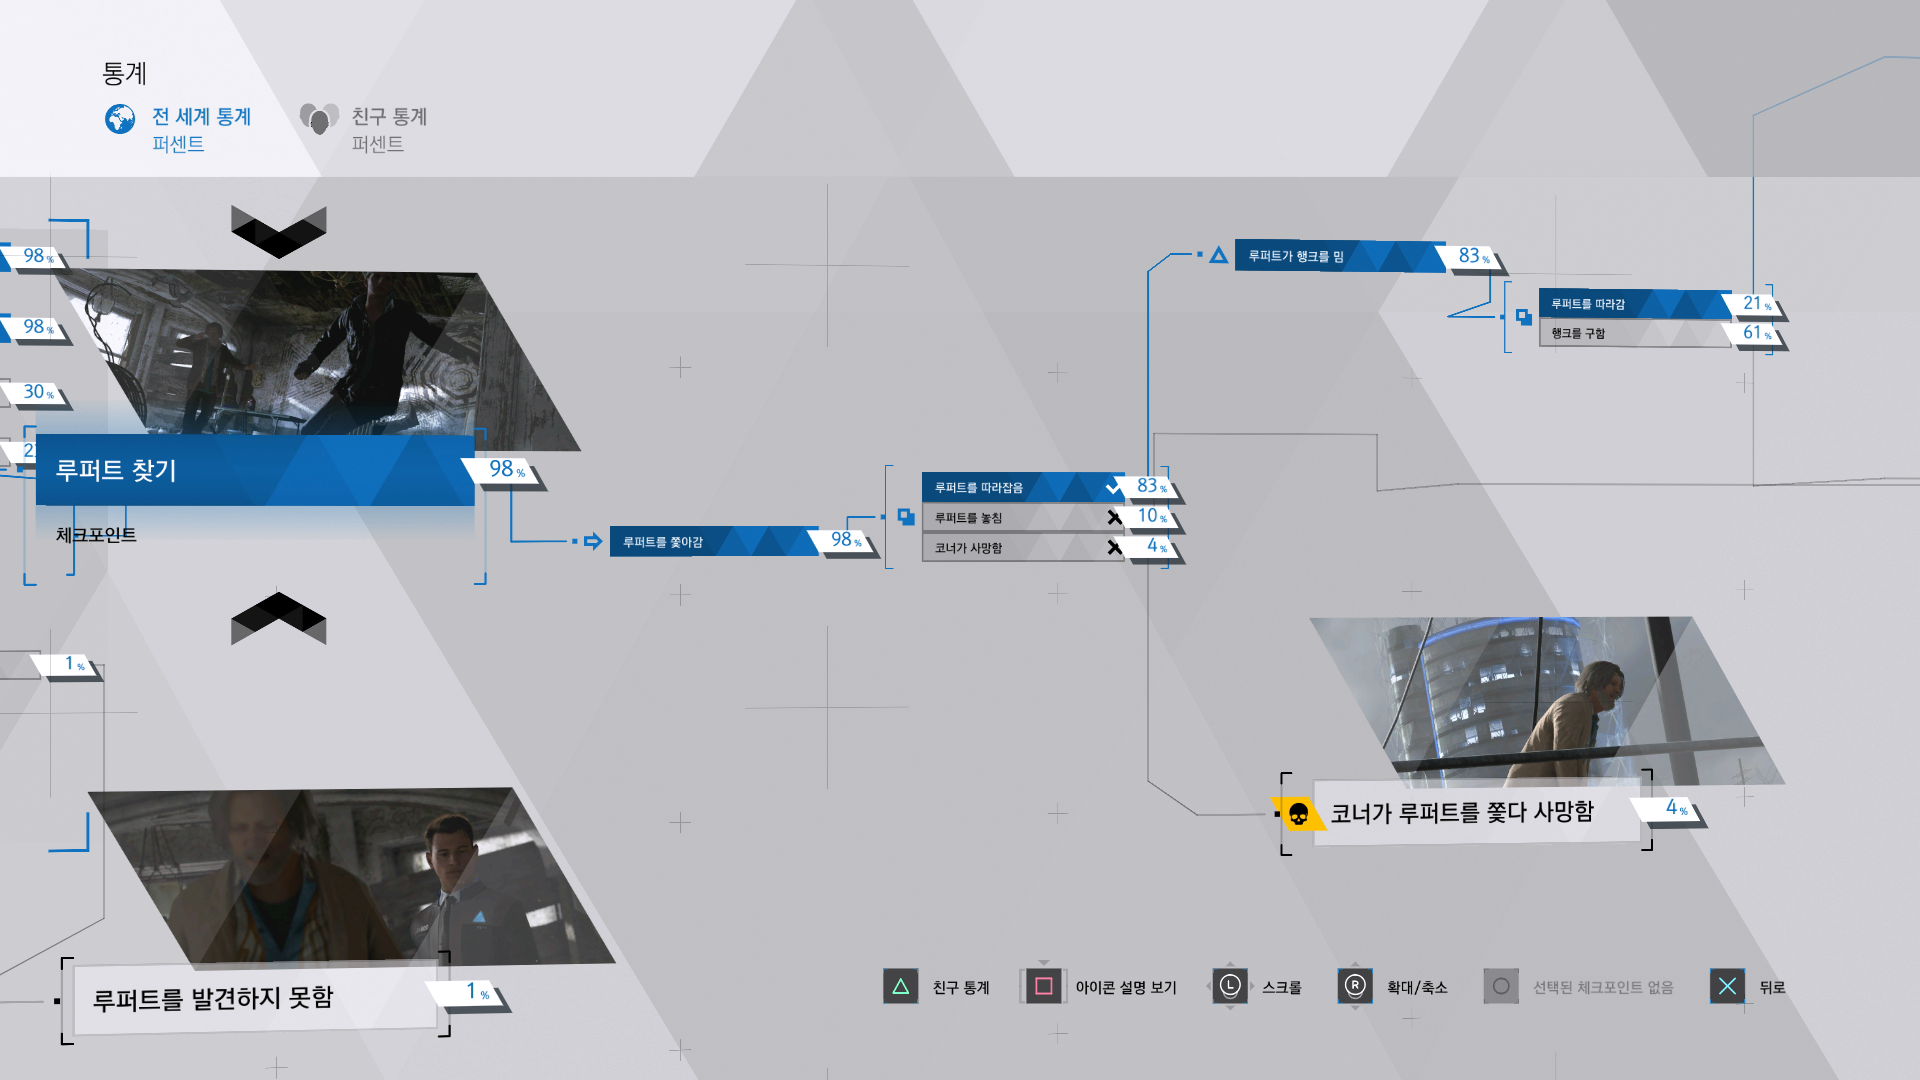 통계
전 세계 통계
퍼센트
친구 통계
퍼센트
98%
98%
30%
루퍼트 찾기
98%
체크포인트
1%
루퍼트를 발견하지 못함
1%
루퍼트를 쫓아감
98%
루퍼트를 따라잡음
83%
루퍼트를 놓침
10%
코너가 사망함
4%
루퍼트가 행크를 밈
83%
루퍼트를 따라감
21%
행크를 구함
61%
코너가 루퍼트를 쫓다 사망함
4%
친구 통계
아이콘 설명 보기
L
스크롤
R
확대/축소
선택된 체크포인트 없음
뒤로